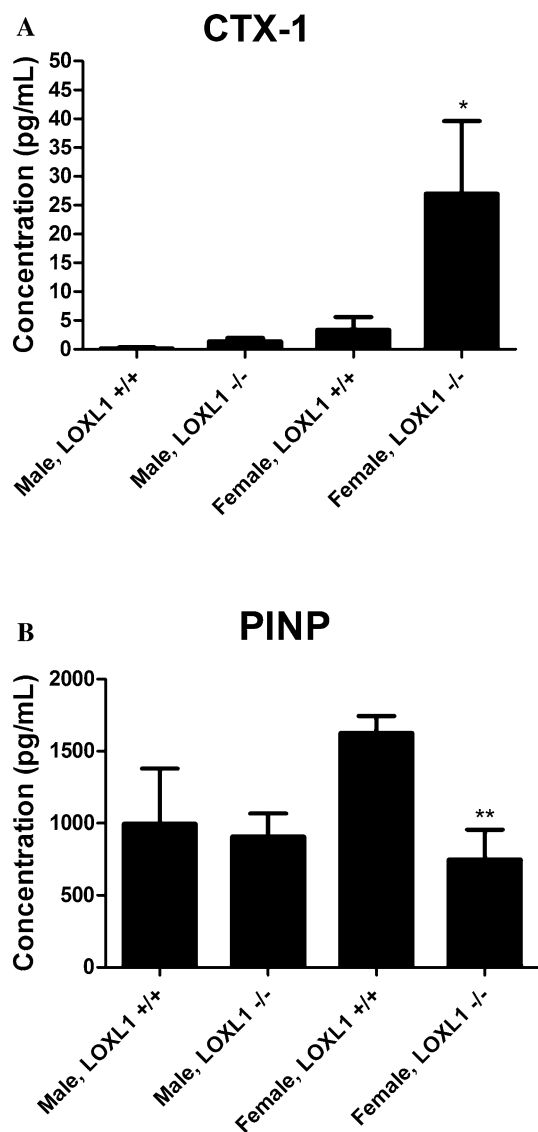 A
CTX-1
Concentration (pg/mL)
50
45
40
35
30
25
20
15
10
5
0
*
Male, LOXL1 +/+
Male, LOXL1 -/-
Female, LOXL1 +/+
Female, LOXL1 -/-
B
PINP
Concentration (pg/mL)
2000
1500
1000
500
0
**
Male, LOXL1 +/+
Male, LOXL1 -/-
Female, LOXL1 +/+
Female, LOXL1 -/-